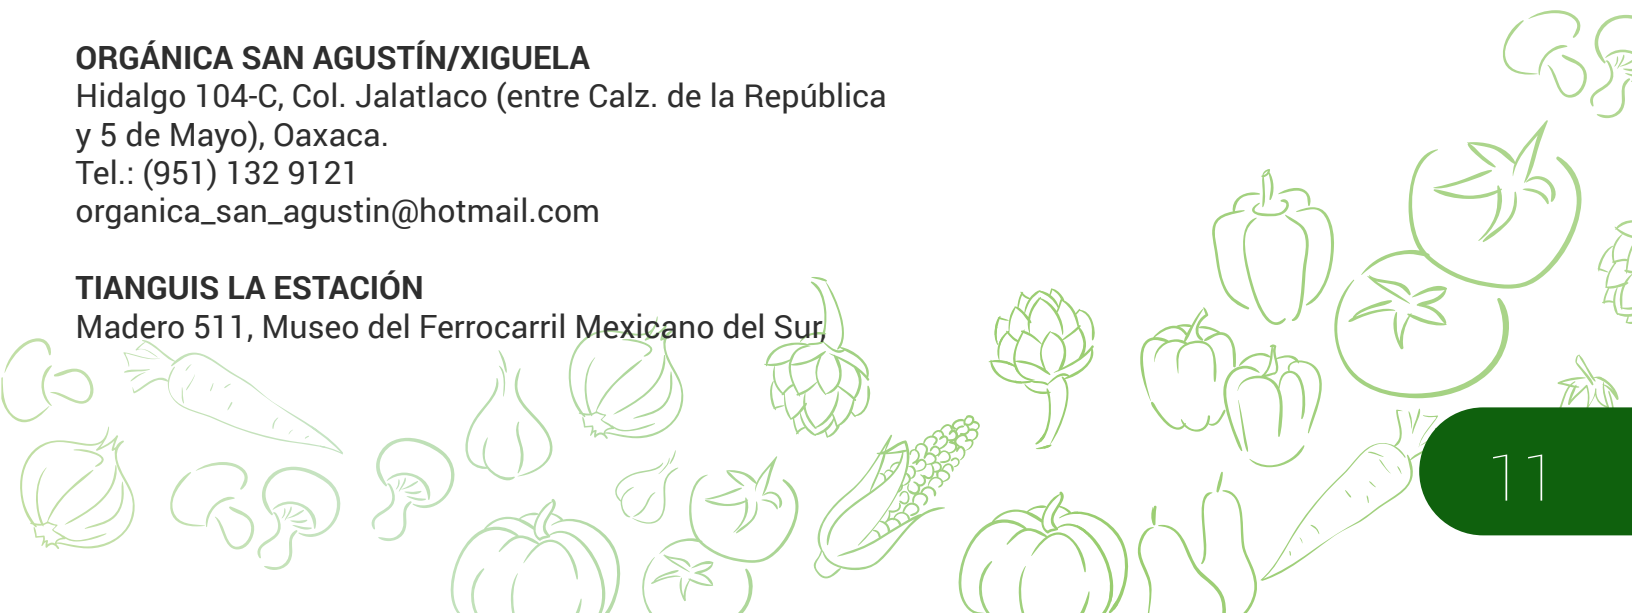 ORGÁNICA SAN AGUSTÍN/XIGUELA
Hidalgo 104-C, Col. Jalatlaco (entre Calz. de la República
y 5 de Mayo), Oaxaca.
Tel.: (951) 132 9121
organica_san_agustin@hotmail.com
TIANGUIS LA ESTACIÓN
Madero 511, Museo del Ferrocarril Mexicano del Sur,
11